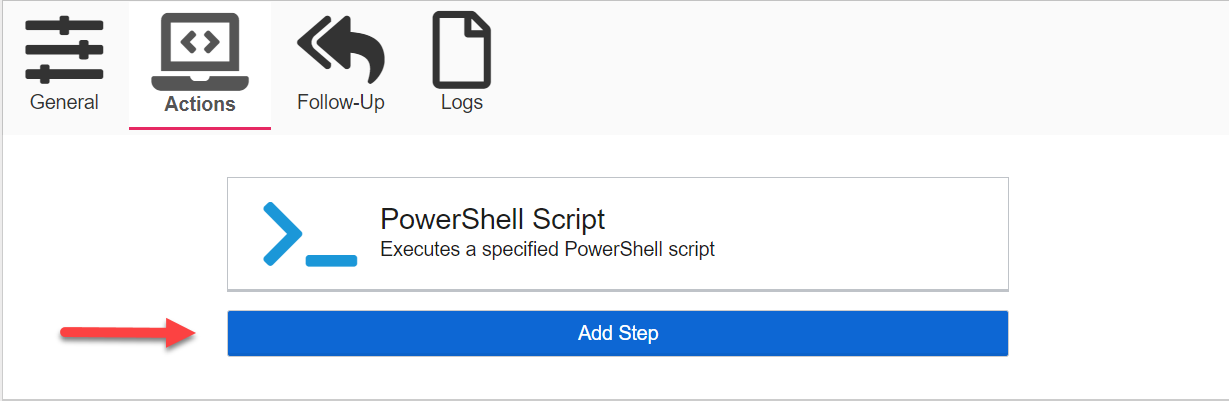 General
Actions
Follow-Up
Logs
PowerShell Script
Executes a specified PowerShell script
Add Step